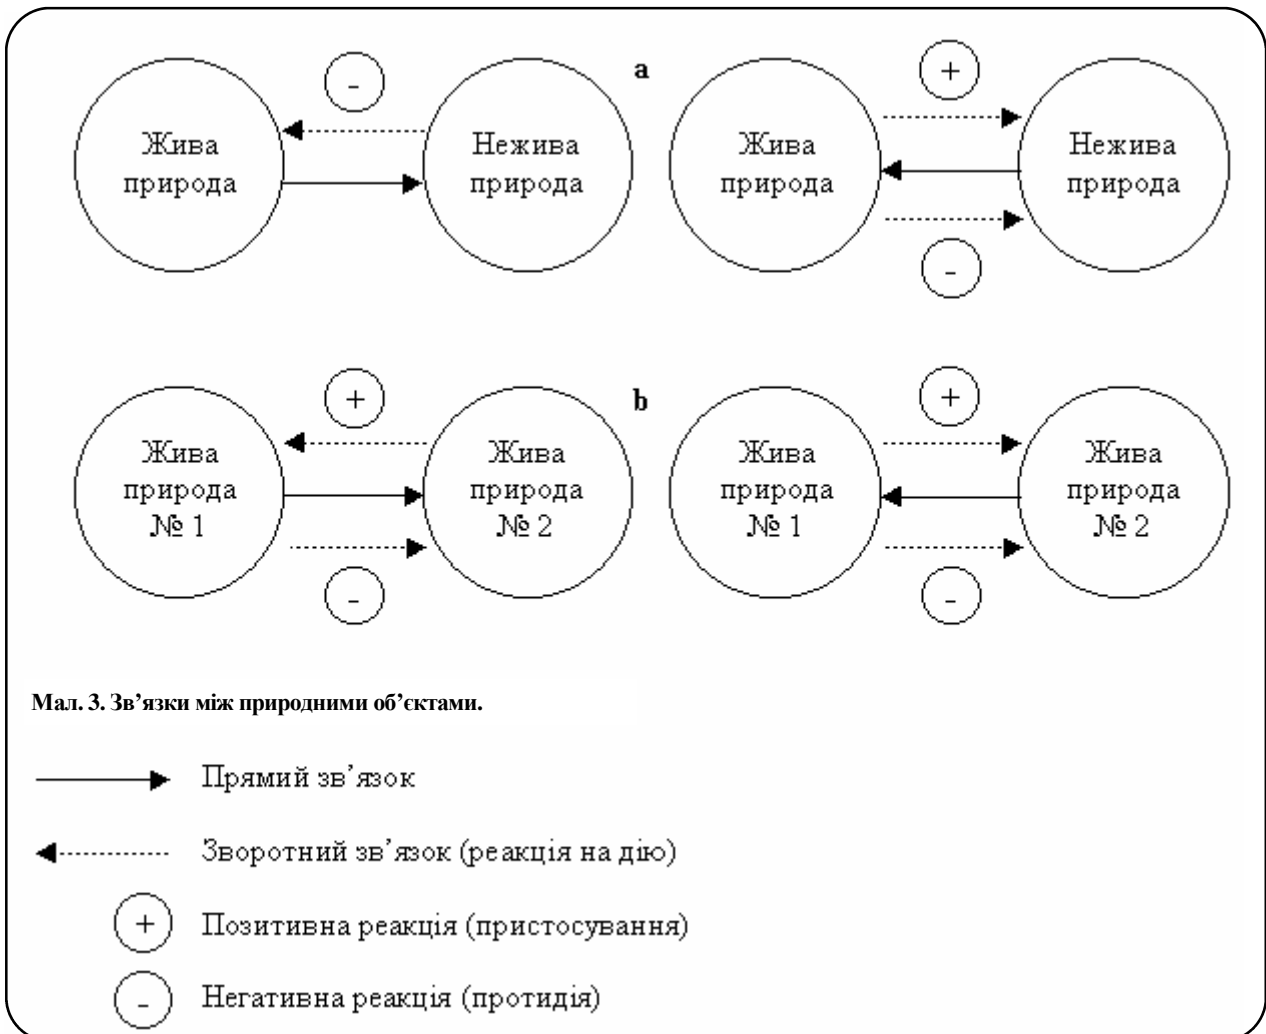 -
a
+
Жива
природа
Нежива
природа
Жива
природа
Нежива
природа
-
+
b
+
Жива
природа
№ 1
Жива
природа
№ 2
Жива
природа
№ 1
Жива
природа
№ 2
-
-
Мал. 3. Зв’язки між природними об’єктами.
Прямий зв’язок
Зворотний зв’язок (реакція на дію)
+ Позитивна реакція (пристосування)
- Негативна реакція (протидія)